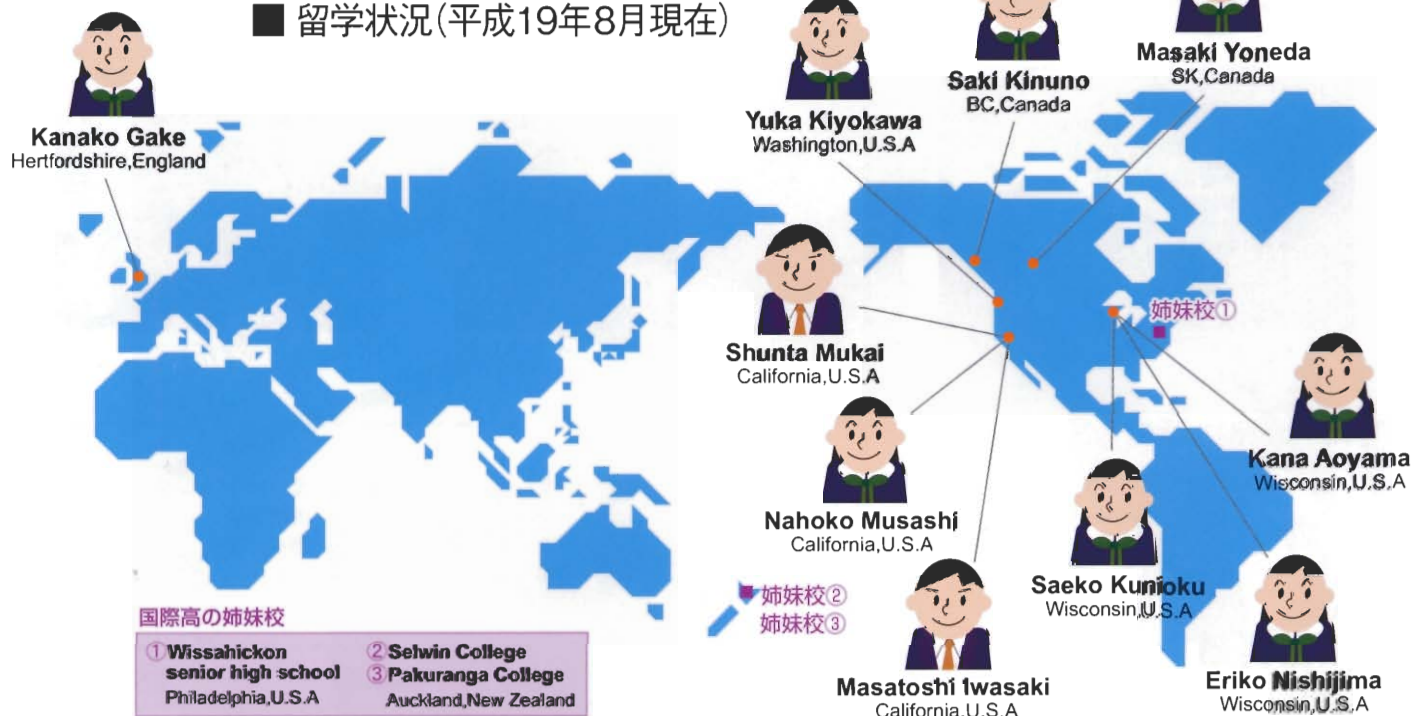 ■ 留学状況(平成19年8月現在)
Kanako Gake
Hertfordshire,England
Yuka Kiyokawa
Washington,U.S.A
Saki Kinuno
BC,Canada
Masaki Yoneda
SK,Canada
Shunta Mukai
California,U.S.A
姉妹校①
Nahoko Musashi
California,U.S.A
Kana Aoyama
Wisconsin,U.S.A
Saeko Kunioku
Wisconsin,U.S.A
姉妹校②
姉妹校③
Masatoshi Iwasaki
California,U.S.A
Eriko Nishijima
Wisconsin,U.S.A
国際高の姉妹校
①Wissahickon
senior high school
Philadelphia,U.S.A
②Selwin College
③Pakuranga College
Auckland,New Zealand